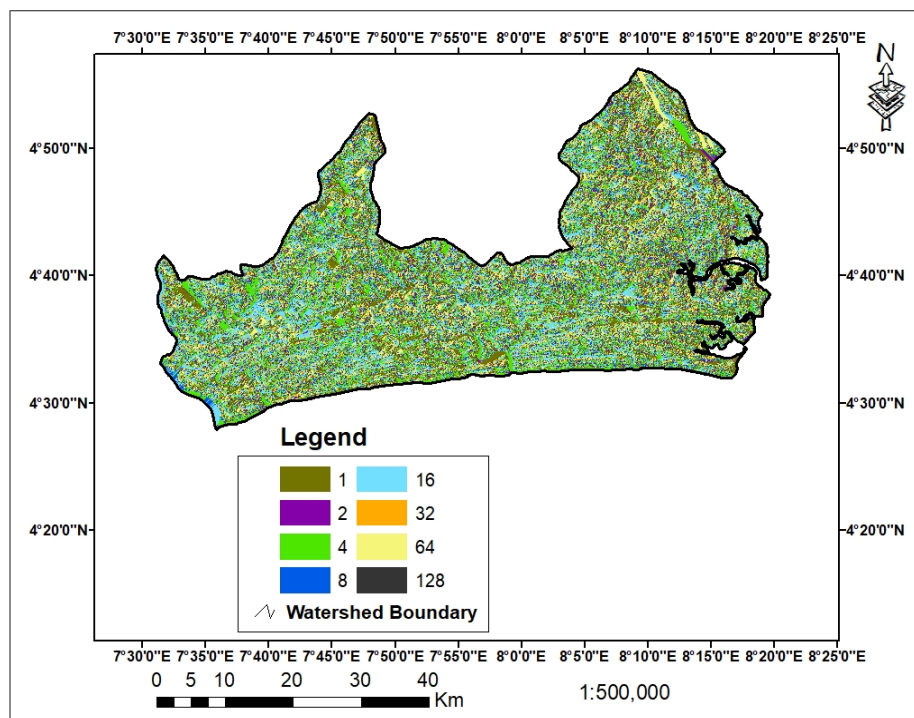 7°30'0"E 7°35'0"E 7°40'0"E 7°45'0"E 7°50'0"E 7°55'0"E 8°0'0"E 8°5'0"E 8°10'0"E 8°15'0"E 8°20'0"E 8°25'0"E
N
4°50'0"N 4°50'0"N
4°40'0"N 4°40'0"N
4°30'0"N 4°30'0"N
4°20'0"N 4°20'0"N
Legend
1 16
2 32
4 64
8 128
Watershed Boundary
7°30'0"E 7°35'0"E 7°40'0"E 7°45'0"E 7°50'0"E 7°55'0"E 8°0'0"E 8°5'0"E 8°10'0"E 8°15'0"E 8°20'0"E 8°25'0"E
0 5 10 20 30 40
Km
1:500,000